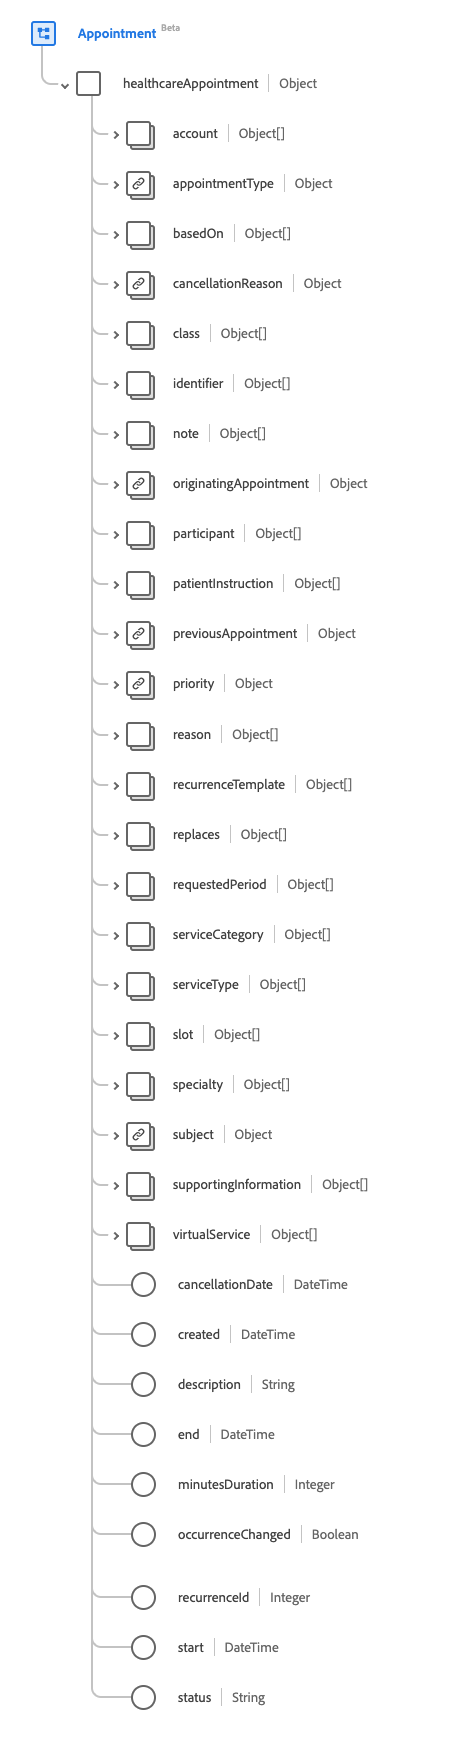 Appointment Beta
healthcareAppointment Object
account Object[]
appointmentType Object
basedOn Object[]
cancellationReason Object
class Object[]
identifier Object[]
note Object[]
originatingAppointment Object
participant Object[]
patientInstruction Object[]
previousAppointment Object
priority Object
reason Object[]
recurrenceTemplate Object[]
replaces Object[]
requestedPeriod Object[]
serviceCategory Object[]
serviceType Object[]
slot Object[]
specialty Object[]
subject Object
supportingInformation Object[]
virtualService Object[]
cancellationDate DateTime
created DateTime
description String
end DateTime
minutesDuration Integer
occurrenceChanged Boolean
recurrenceId Integer
start DateTime
status String